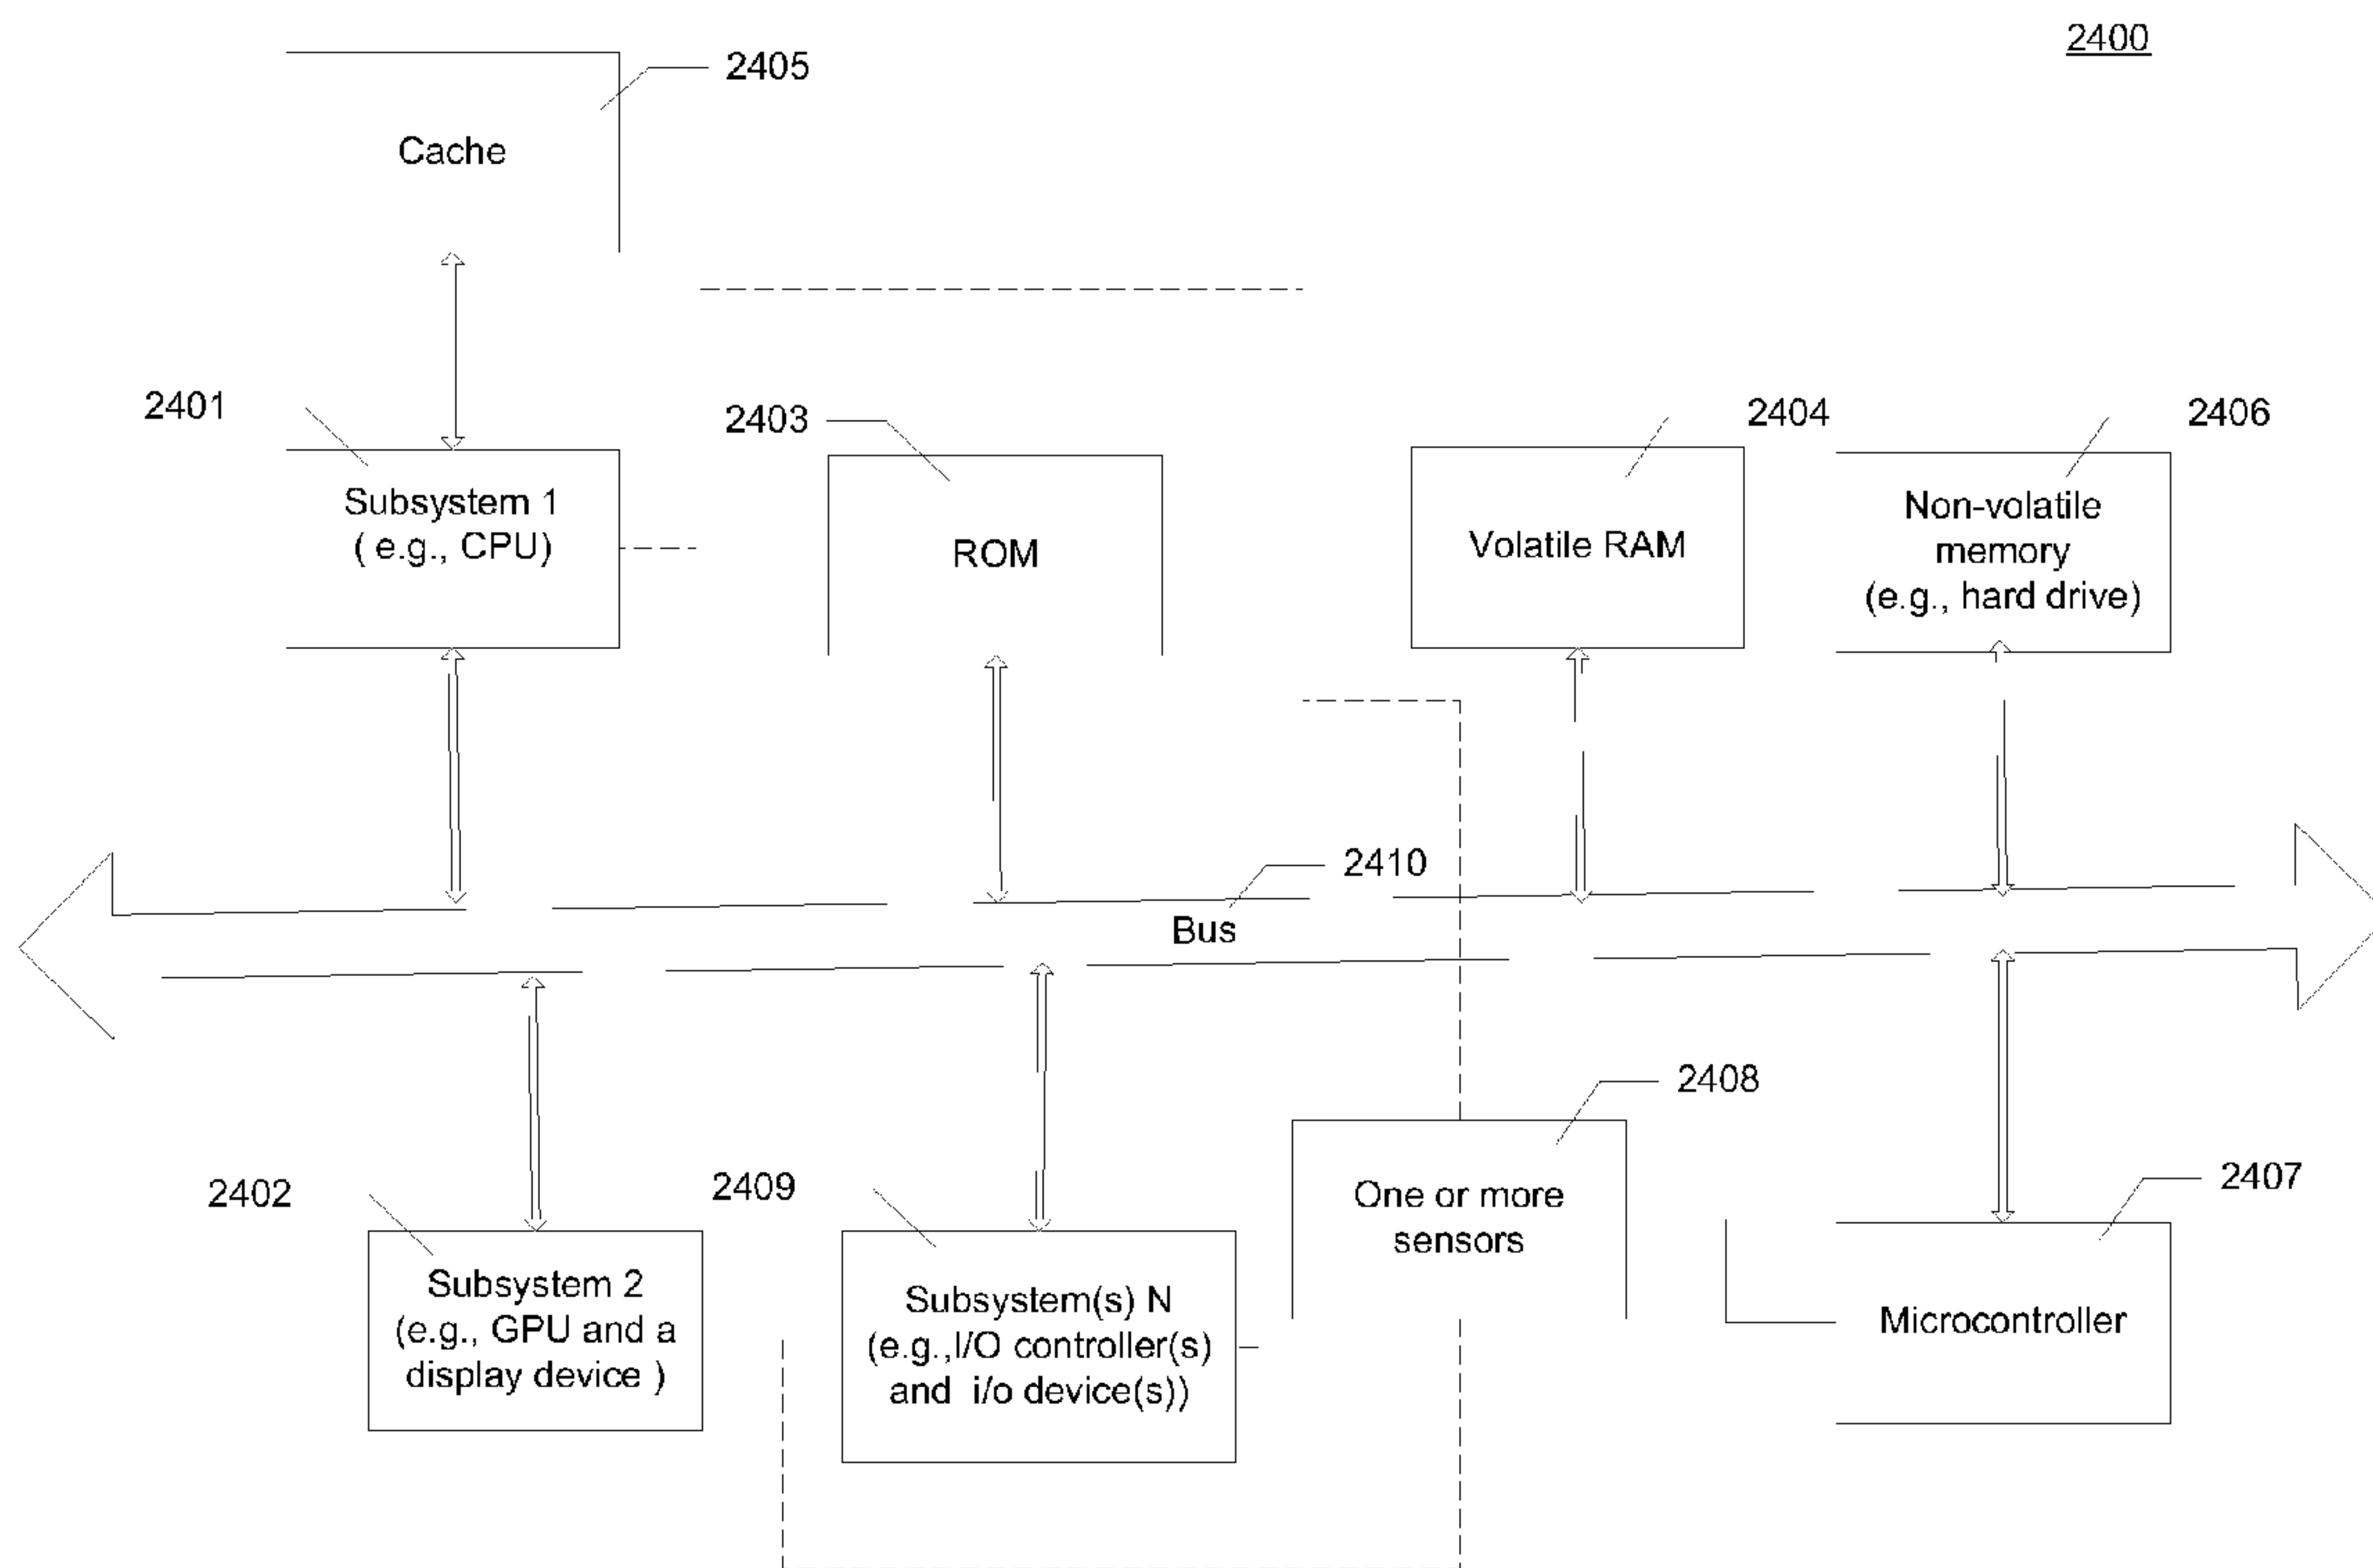 2400
2405
Cache
2401
2403
2404
2406
Subsystem 1
( e.g., CPU)
ROM
Volatile RAM
Non-volatile
memory
(e.g., hard drive)
2410
Bus
2408
2402
2409
2407
One or more
sensors
Subsystem 2
(e.g., GPU and a
display device )
Subsystem(s) N
(e.g.,I/O controller(s)
and i/o device(s))
Microcontroller